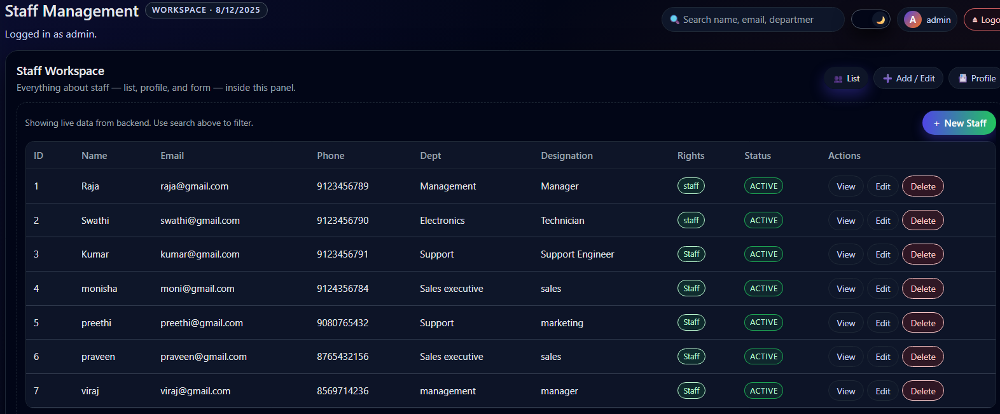 Staff Management WORKSPACE · 8/12/2025
Search name, email, departmer
A admin
Logo
Logged in as admin.
Staff Workspace
Everything about staff — list, profile, and form — inside this panel.
List
Add / Edit
Profile
Showing live data from backend. Use search above to filter.
+ New Staff
ID Name Email Phone Dept Designation Rights Status Actions
1 Raja raja@gmail.com 9123456789 Management Manager staff ACTIVE View Edit Delete
2 Swathi swathi@gmail.com 9123456790 Electronics Technician staff ACTIVE View Edit Delete
3 Kumar kumar@gmail.com 9123456791 Support Support Engineer Staff ACTIVE View Edit Delete
4 monisha moni@gmail.com 9124356784 Sales executive sales Staff ACTIVE View Edit Delete
5 preethi preethi@gmail.com 9080765432 Support marketing Staff ACTIVE View Edit Delete
6 praveen praveen@gmail.com 8765432156 Sales executive sales Staff ACTIVE View Edit Delete
7 viraj viraj@gmail.com 8569714236 management manager Staff ACTIVE View Edit Delete